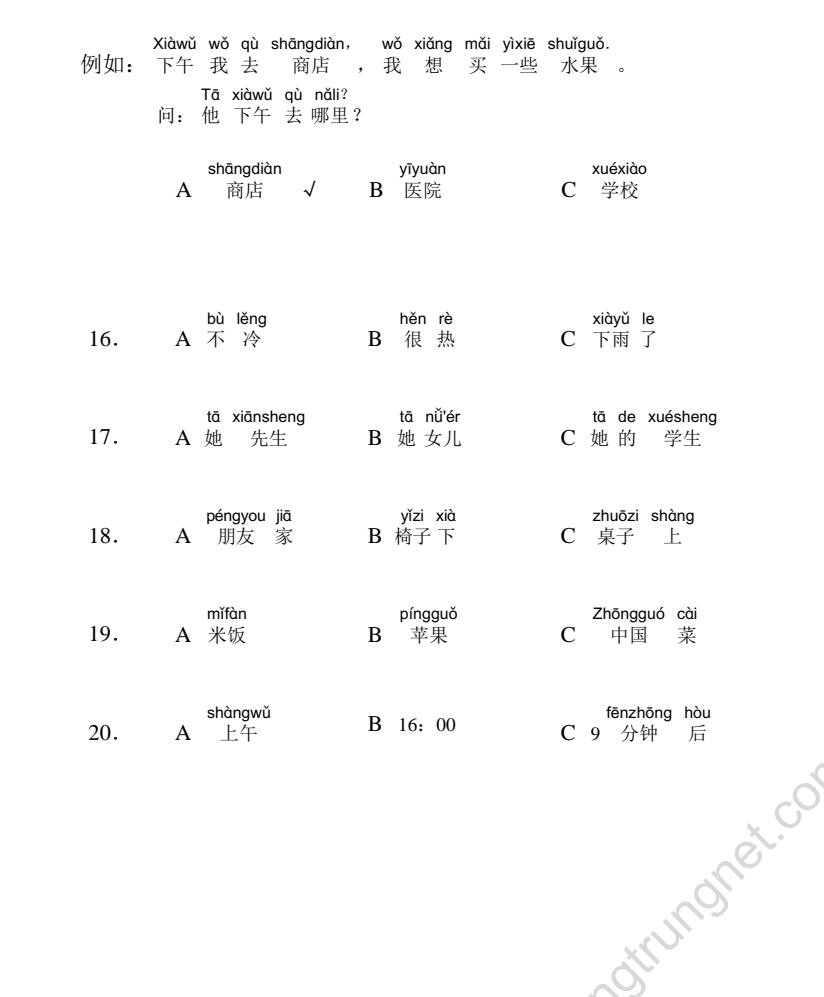 Xiàwǔ wǒ qù shāngdiàn, wǒ xiǎng mǎi yìxiē shuǐguǒ.
例如： 下午 我 去 商店 ，我 想 买 一些 水果 。
Tā xiàwǔ qù nǎli?
问： 他 下午 去 哪里？
shāngdiàn yīyuàn xuéxiào
A 商店 √ B 医院 C 学校
bù lěng hěn rè xiàyǔ le
16． A 不 冷 B 很 热 C 下雨 了
tā xiānsheng tā nǚ'ér tā de xuésheng
17． A 她 先生 B 她 女儿 C 她 的 学生
péngyou jiā yǐzi xià zhuōzi shàng
18． A 朋友 家 B 椅子 下 C 桌子 上
mǐfàn píngguǒ Zhōngguó cài
19． A 米饭 B 苹果 C 中国 菜
shàngwǔ fēnzhōng hòu
20． A 上午 B 16：00 C 9 分钟 后
ngtrungnet.com